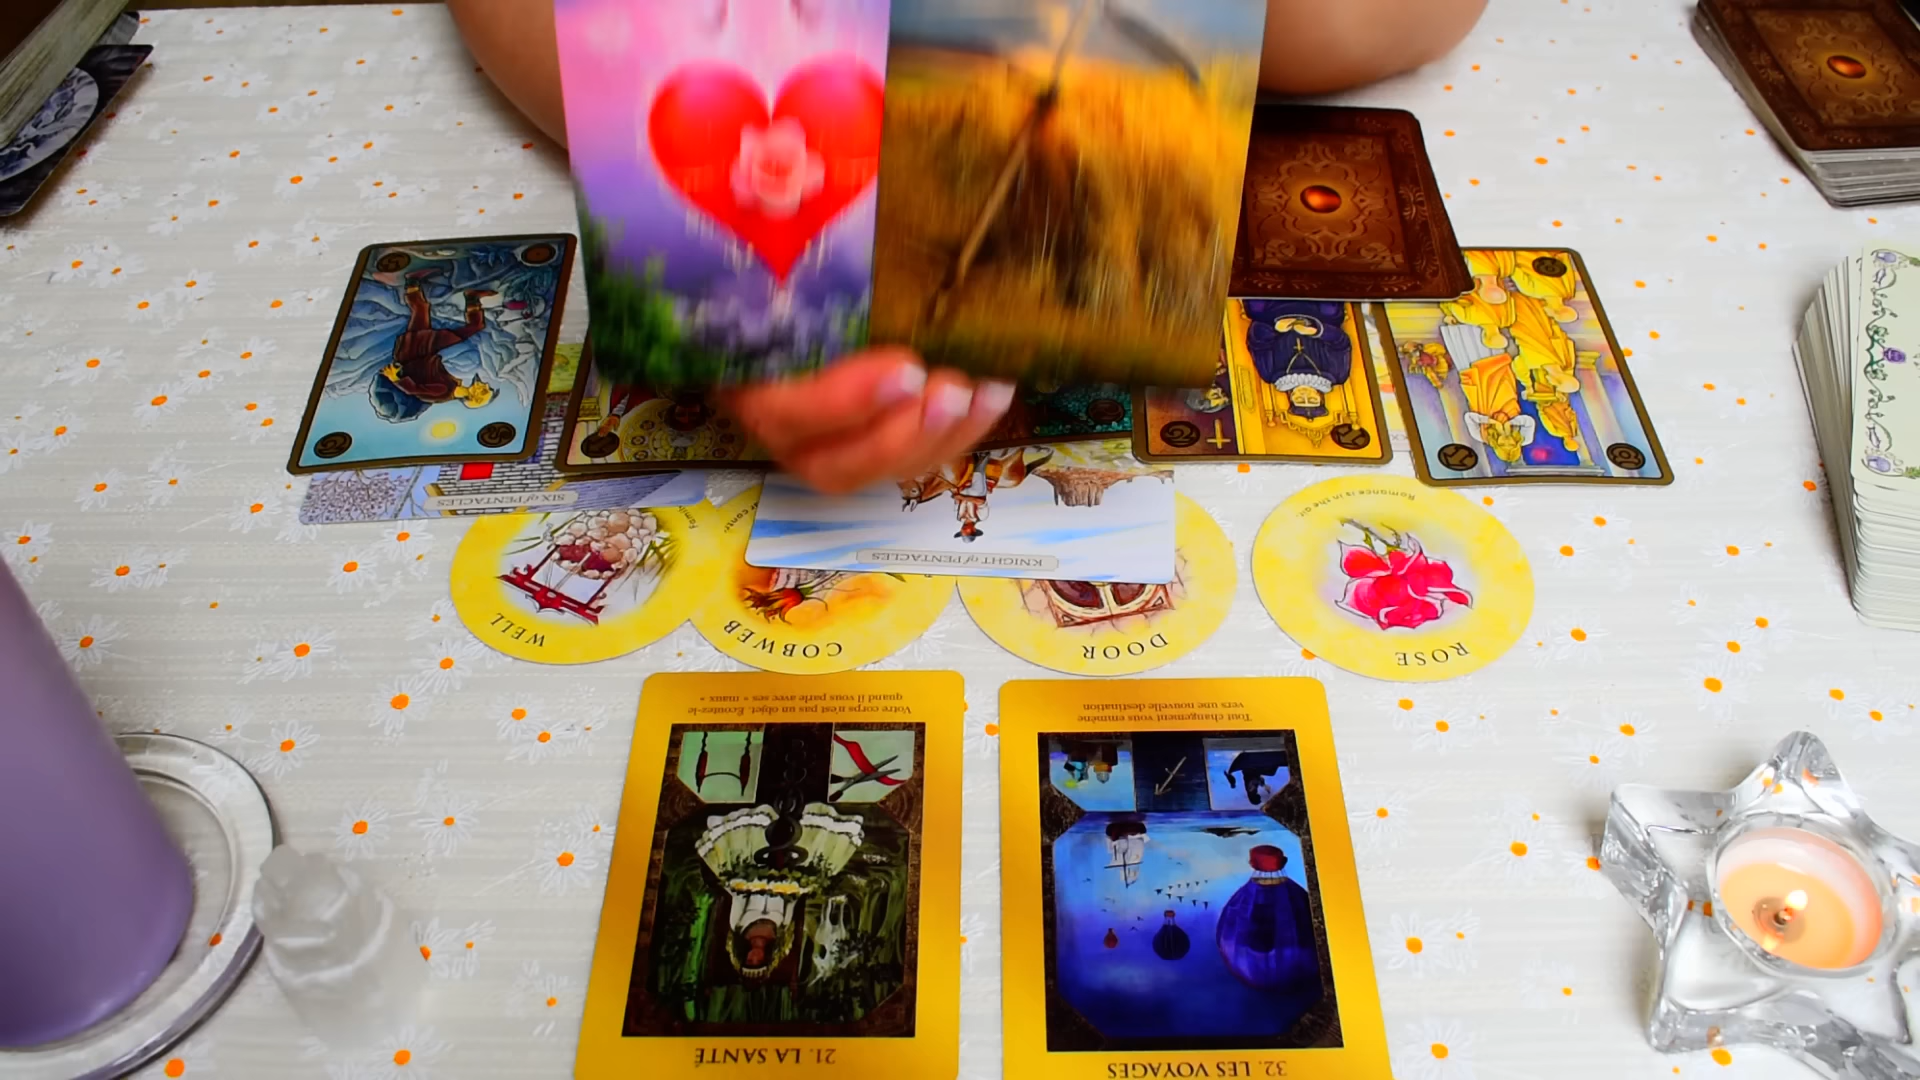 SIX of PENTACLES
KNIGHT of PENTACLES
Romance is in the air.
WELL
COBWEB
DOOR
ROSE
Votre corps n'est pas un objet. Écoutez-le
quand il vous parle avec ses « maux »
21. LA SANTÉ
Tout changement vous emmène
vers une nouvelle destination
32. LES VOYAGES